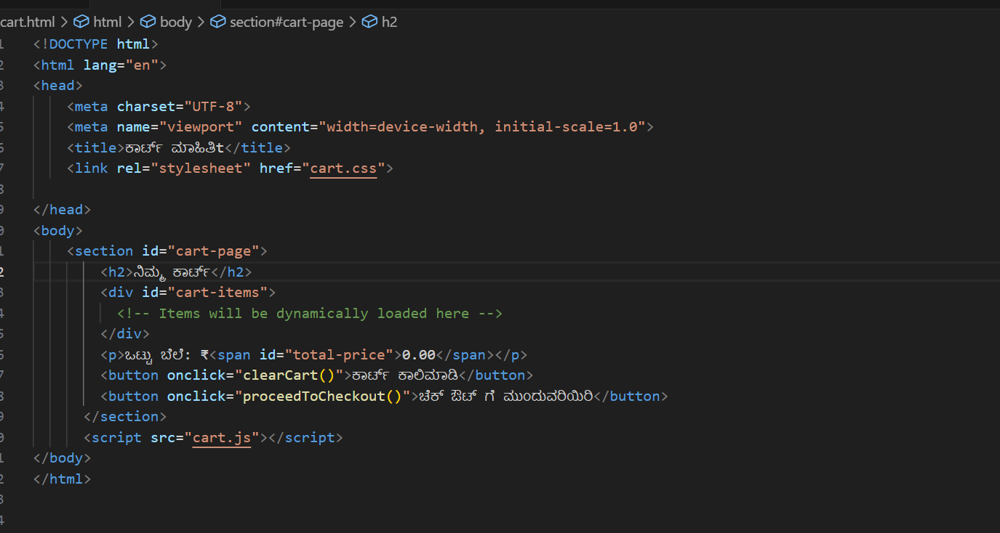 cart.html > html > body > section#cart-page > h2
<!DOCTYPE html>
<html lang="en">
<head>
<meta charset="UTF-8">
<meta name="viewport" content="width=device-width, initial-scale=1.0">
<title>ಕಾರ್ಟ್ ಮಾಹಿತಿt</title>
<link rel="stylesheet" href="cart.css">
</head>
<body>
<section id="cart-page">
<h2>ನಿಮ್ಮ ಕಾರ್ಟ್</h2>
<div id="cart-items">
<!-- Items will be dynamically loaded here -->
</div>
<p>ಒಟ್ಟು ಬೆಲೆ: ₹<span id="total-price">0.00</span></p>
<button onclick="clearCart()">ಕಾರ್ಟ್ ಕಾಲಿಮಾಡಿ</button>
<button onclick="proceedToCheckout()">ಚೆಕ್ ಔಟ್ ಗೆ ಮುಂದುವರಿಯಿರಿ</button>
</section>
<script src="cart.js"></script>
</body>
</html>